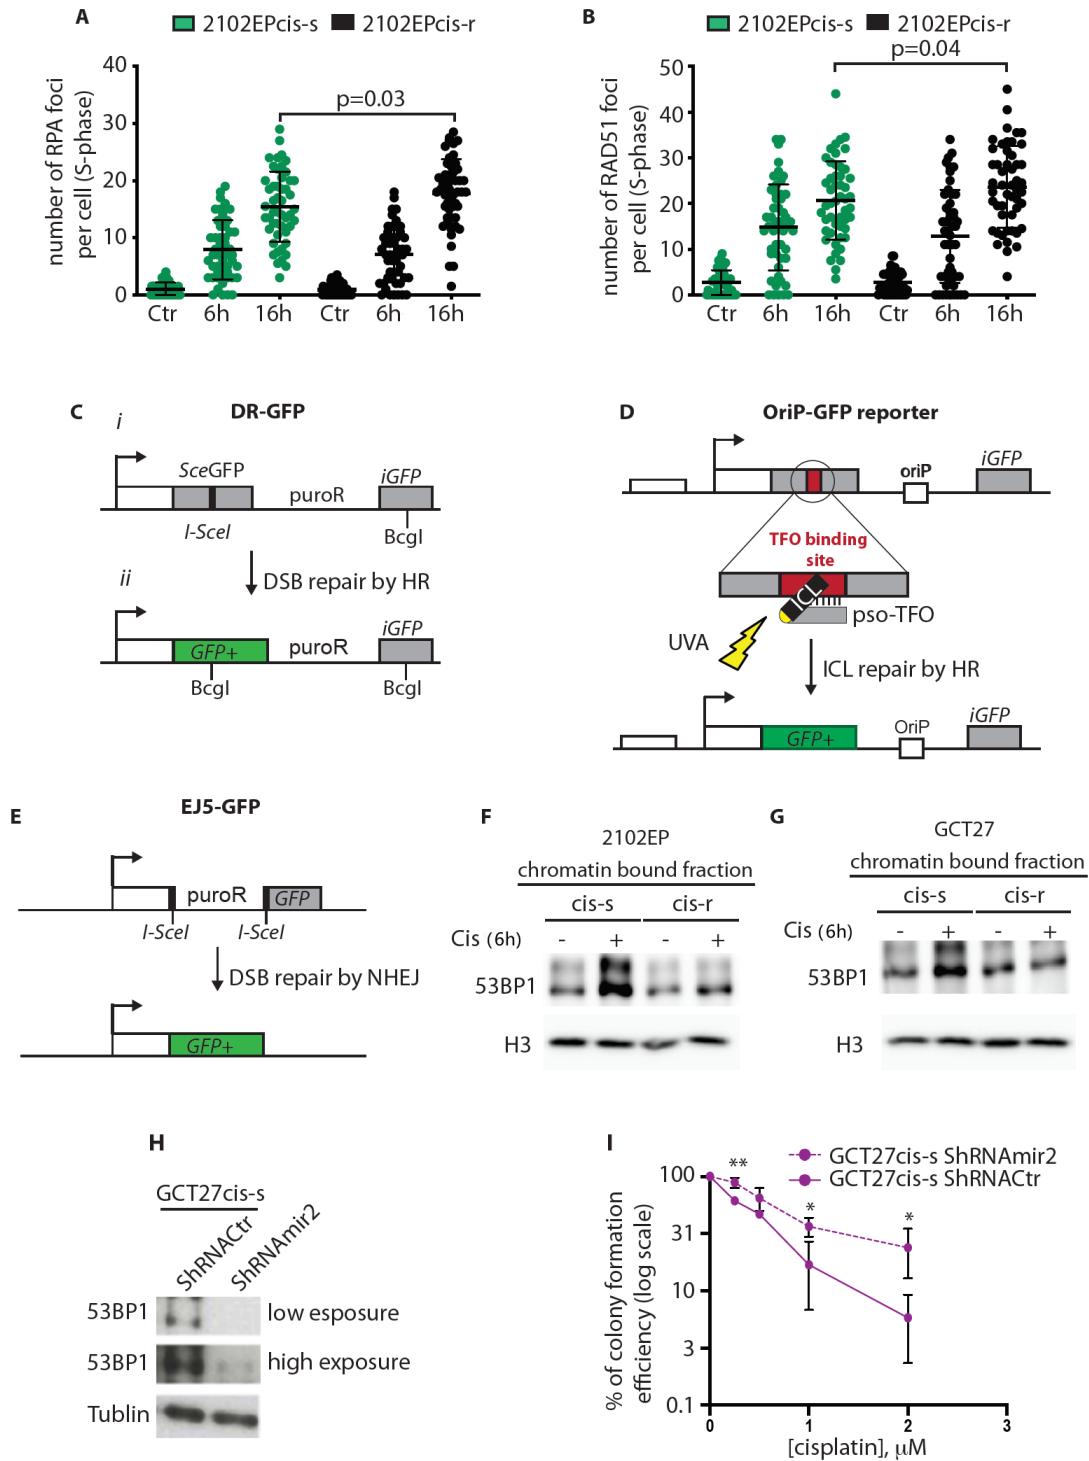 A
2102EPcis-s 2102EPcis-r
number of RPA foci
per cell (S-phase)
40
30
20
10
0
p=0.03
Ctr 6h 16h Ctr 6h 16h
B
2102EPcis-s 2102EPcis-r
p=0.04
number of RAD51 foci
per cell (S-phase)
50
40
30
20
10
0
Ctr 6h 16h Ctr 6h 16h
C
DR-GFP
i
SceGFP
puroR
iGFP
I-SceI
BcgI
DSB repair by HR
ii
GFP+
puroR
iGFP
BcgI
BcgI
D
OriP-GFP reporter
oriP
iGFP
TFO binding
site
ICL
pso-TFO
UVA
ICL repair by HR
GFP+
OriP
iGFP
E
EJ5-GFP
puroR
GFP
I-SceI
I-SceI
DSB repair by NHEJ
GFP+
F
2102EP
chromatin bound fraction
cis-s cis-r
Cis (6h) - + - +
53BP1
H3
G
GCT27
chromatin bound fraction
cis-s cis-r
Cis (6h) - + - +
53BP1
H3
H
GCT27cis-s
ShRNACtr
ShRNAmir2
53BP1 low esposure
53BP1 high exposure
Tublin
I
GCT27cis-s ShRNAmir2
GCT27cis-s ShRNACtr
% of colony formation
efficiency (log scale)
100
31
10
3
0.1
**
*
*
0 1 2 3
[cisplatin], μM